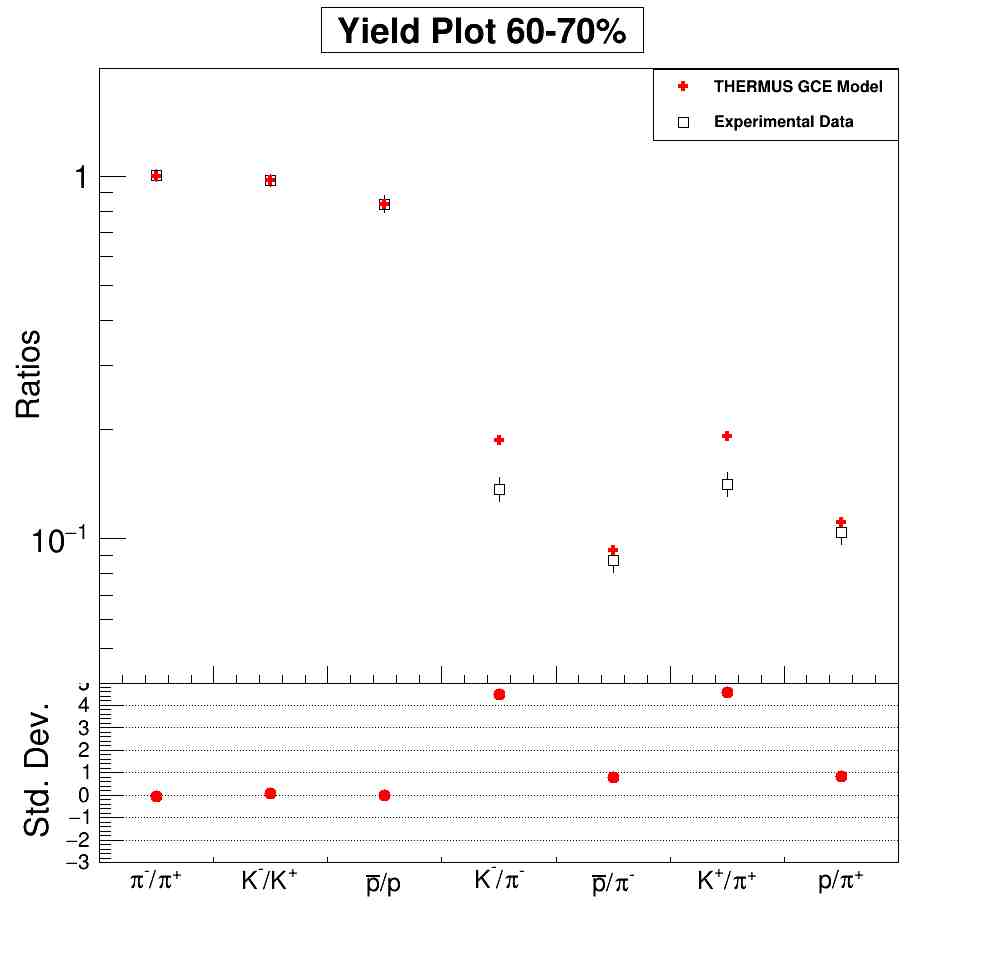 Yield Plot 60-70%
THERMUS GCE Model
Experimental Data
1
10⁻¹
Ratios
4
3
2
1
0
−1
−2
−3
Std. Dev.
π⁻/π⁺
K⁻/K⁺
p̅/p
K⁻/π⁻
p̅/π⁻
K⁺/π⁺
p/π⁺